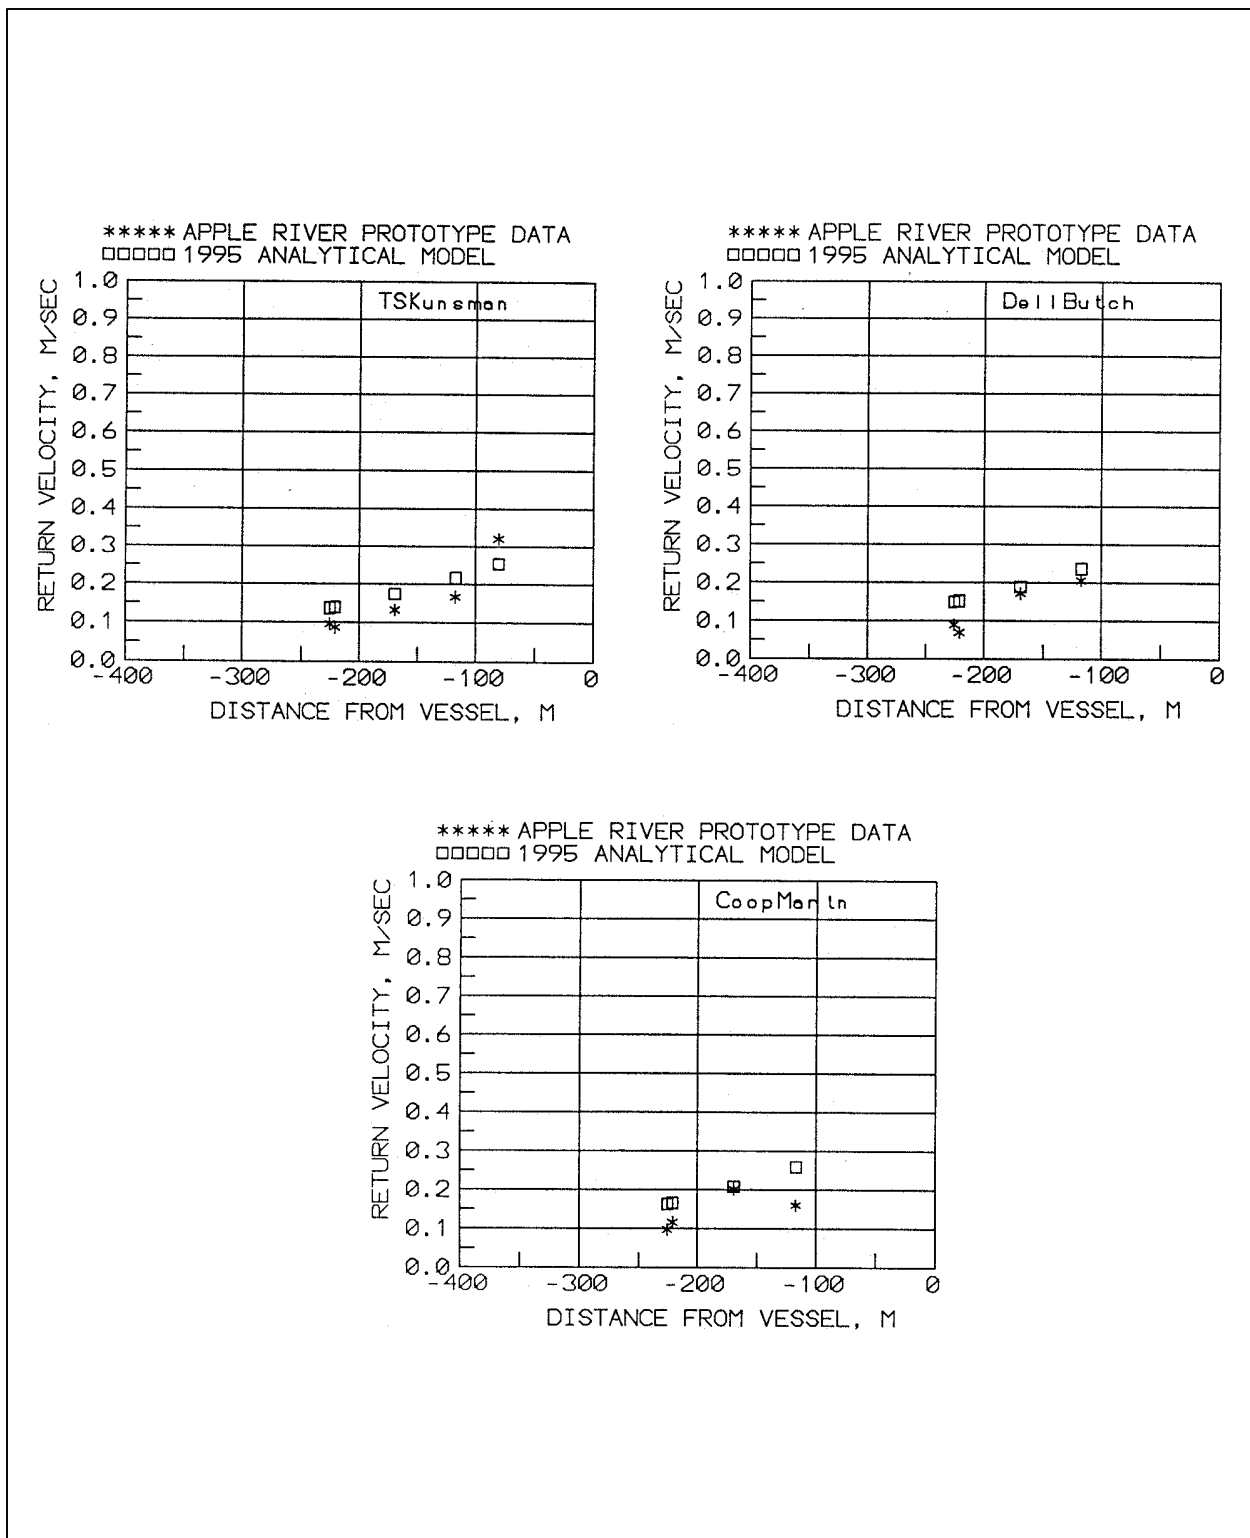 ***** APPLE RIVER PROTOTYPE DATA
□□□□□ 1995 ANALYTICAL MODEL
TSKunsman
RETURN VELOCITY, M/SEC
1.0
0.9
0.8
0.7
0.6
0.5
0.4
0.3
0.2
0.1
0.0
-400 -300 -200 -100 0
DISTANCE FROM VESSEL, M
***** APPLE RIVER PROTOTYPE DATA
□□□□□ 1995 ANALYTICAL MODEL
DellButch
RETURN VELOCITY, M/SEC
1.0
0.9
0.8
0.7
0.6
0.5
0.4
0.3
0.2
0.1
0.0
-400 -300 -200 -100 0
DISTANCE FROM VESSEL, M
***** APPLE RIVER PROTOTYPE DATA
□□□□□ 1995 ANALYTICAL MODEL
RETURN VELOCITY, M/SEC
1.0
0.9
0.8
0.7
0.6
0.5
0.4
0.3
0.2
0.1
0.0
-400 -300 -200 -100 0
DISTANCE FROM VESSEL, M